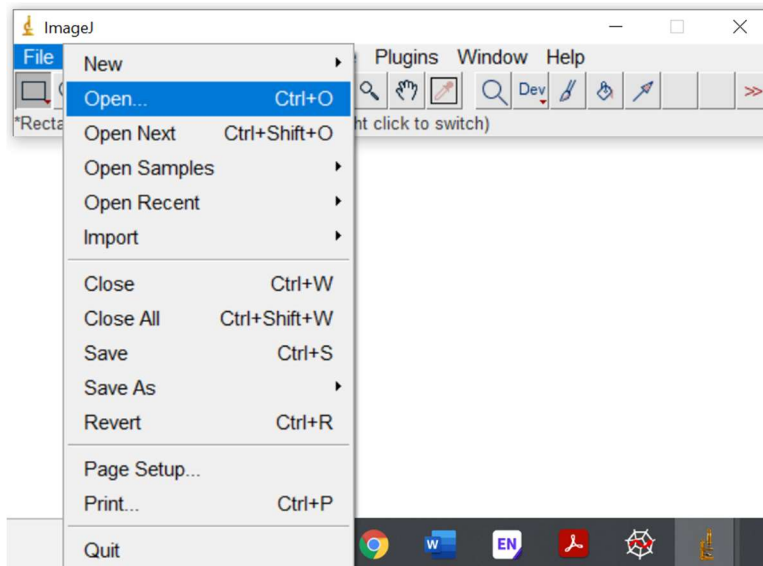 ImageJ
File Plugins Window Help
Dev
>>
*Recta ht click to switch)
New
Open... Ctrl+O
Open Next Ctrl+Shift+O
Open Samples
Open Recent
Import
Close Ctrl+W
Close All Ctrl+Shift+W
Save Ctrl+S
Save As
Revert Ctrl+R
Page Setup...
Print... Ctrl+P
Quit
W
EN